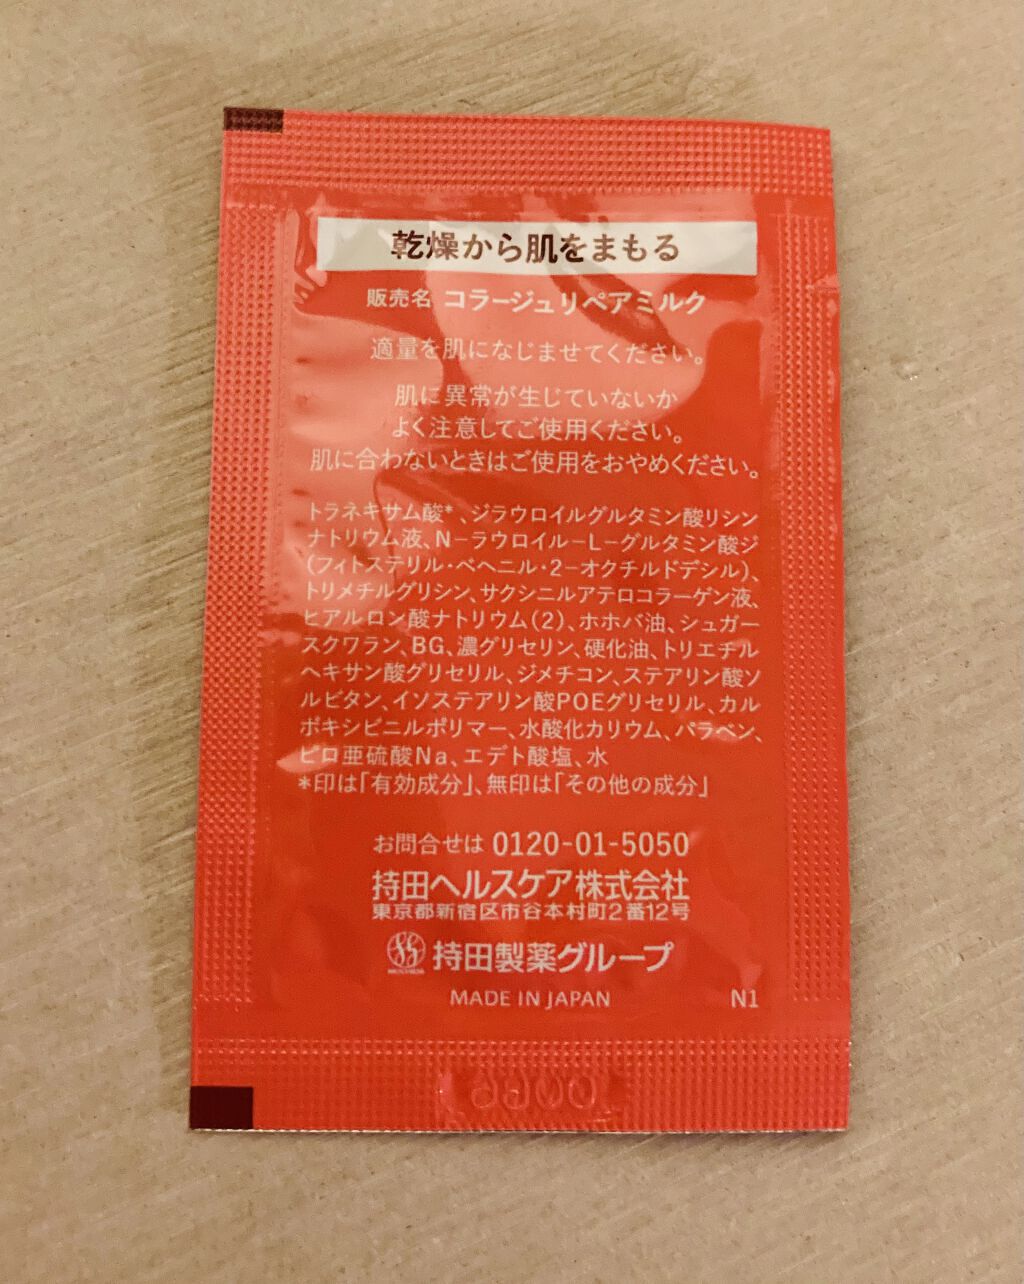 乾燥から肌をまもる
販売名 コラージュリペアミルク
適量を肌になじませてください。
肌に異常が生じていないか
よく注意してご使用ください。
肌に合わないときはご使用をおやめください。
トラネキサム酸*、ジラウロイルグルタミン酸リシン
ナトリウム液、N−ラウロイル−L−グルタミン酸ジ
(フィトステリル・ベヘニル・2−オクチルドデシル)、
トリメチルグリシン、サクシニルアテロコラーゲン液、
ヒアルロン酸ナトリウム(2)、ホホバ油、シュガー
スクワラン、BG、濃グリセリン、硬化油、トリエチル
ヘキサン酸グリセリル、ジメチコン、ステアリン酸ソ
ルビタン、イソステアリン酸POEグリセリル、カル
ボキシビニルポリマー、水酸化カリウム、パラベン、
ピロ亜硫酸Na、エデト酸塩、水
*印は「有効成分」、無印は「その他の成分」
お問合せは 0120-01-5050
持田ヘルスケア株式会社
東京都新宿区市谷本村町2番12号
持田製薬グループ
MADE IN JAPAN N1